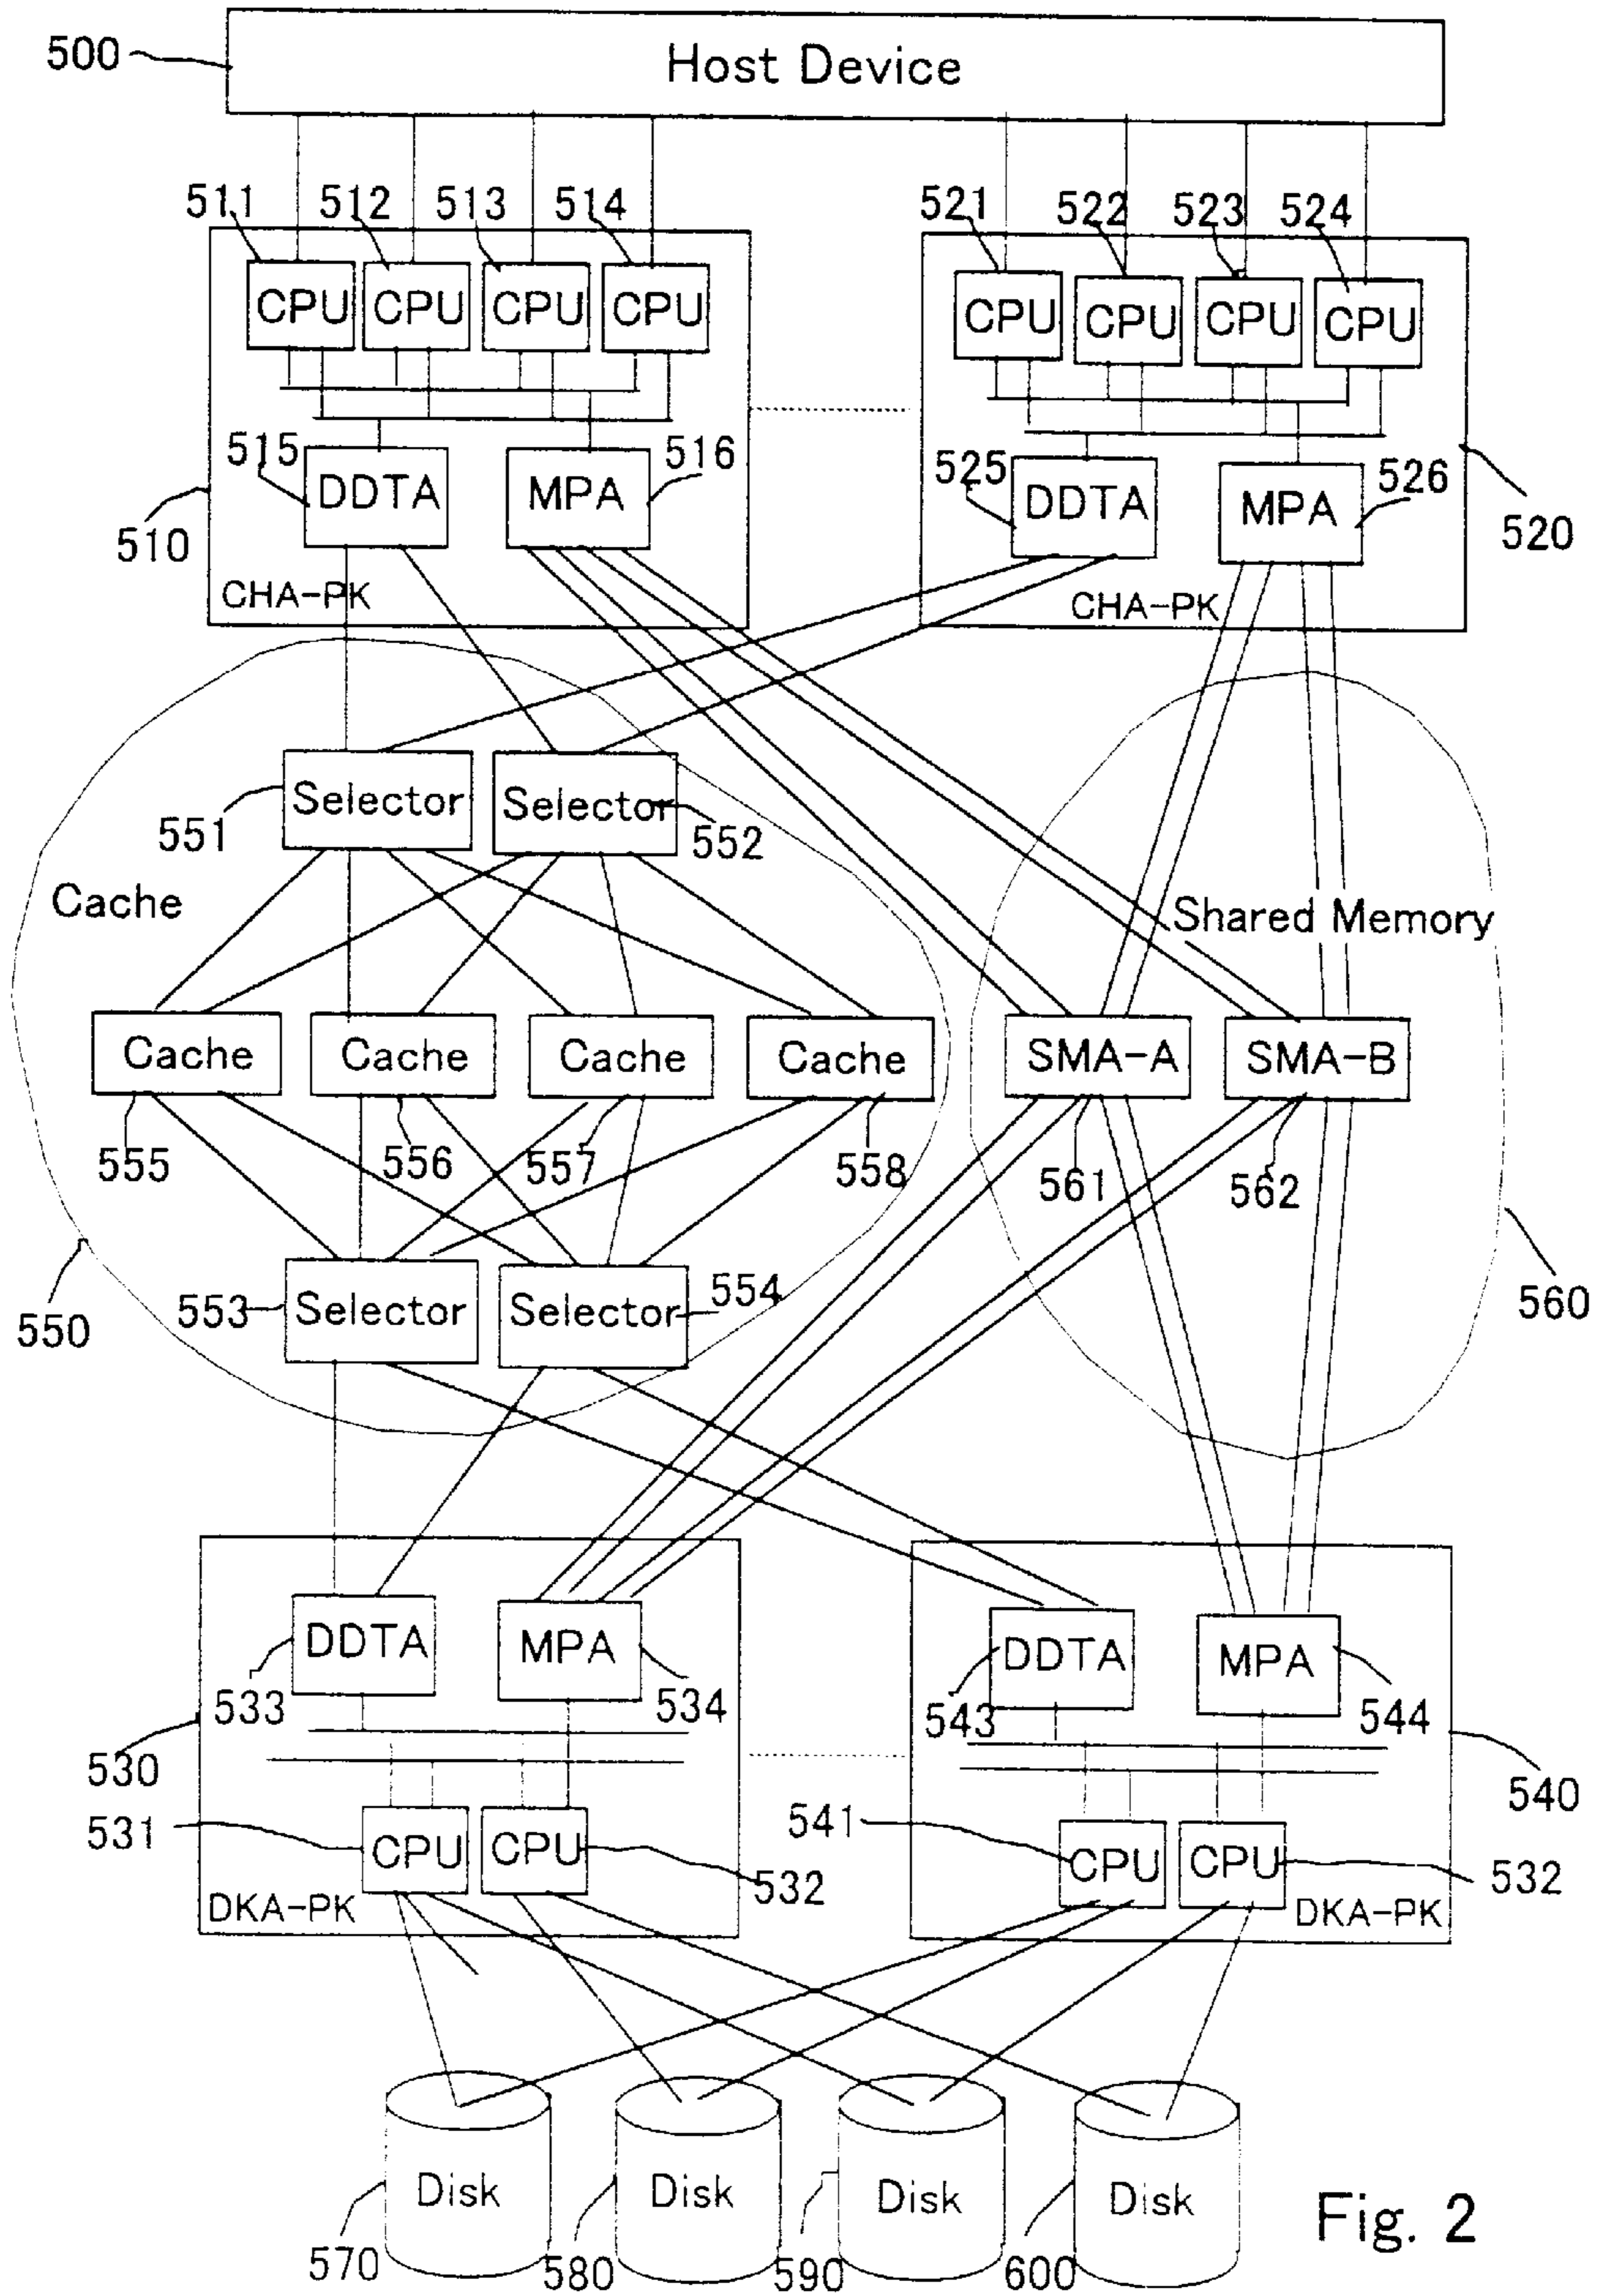 500
Host Device
511 512 513 514
521 522 523 524
CPU CPU CPU CPU
CPU CPU CPU CPU
515 DDTA MPA 516
525 DDTA MPA 526
510
520
CHA-PK
CHA-PK
551 Selector Selector 552
Cache
Shared Memory
Cache Cache Cache Cache
SMA-A SMA-B
555 556 557 558
561 562
550
560
553 Selector Selector 554
DDTA MPA
DDTA MPA
533 534
543 544
530
540
531 CPU CPU 532
541 CPU CPU 532
DKA-PK
DKA-PK
Disk Disk Disk Disk
570 580 590 600
Fig. 2